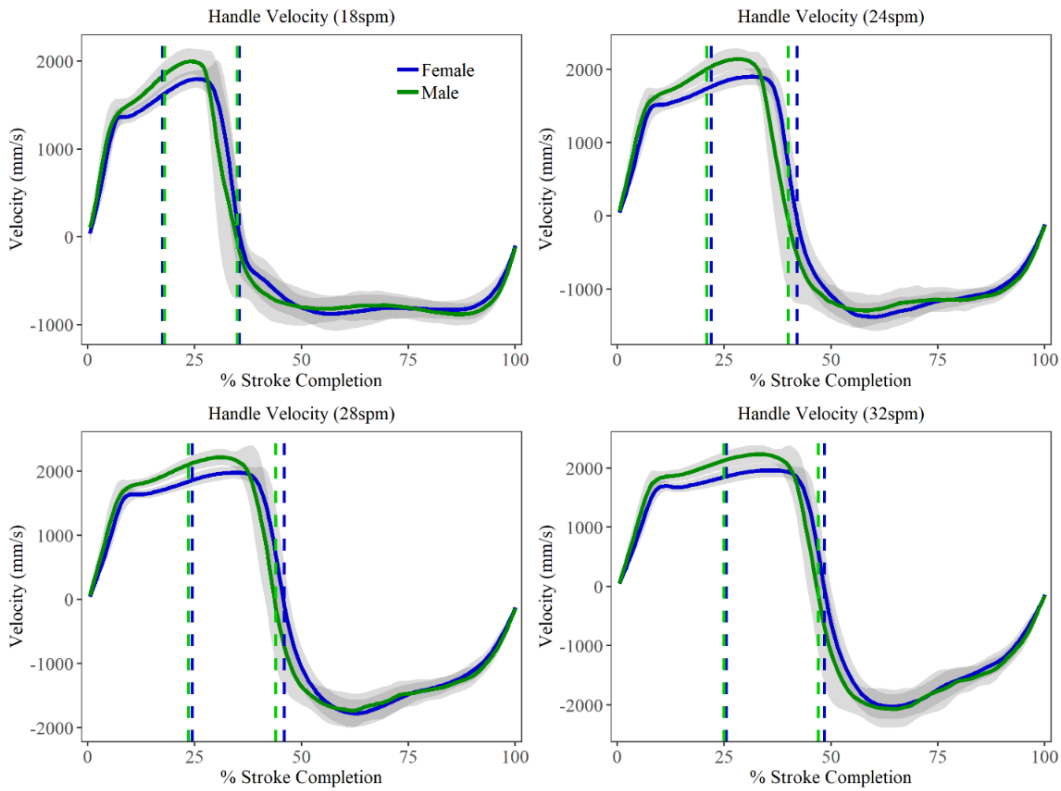 Handle Velocity (18spm)
Velocity (mm/s)
2000
1000
0
-1000
Female
Male
0 25 50 75 100
% Stroke Completion
Handle Velocity (24spm)
Velocity (mm/s)
2000
1000
0
-1000
0 25 50 75 100
% Stroke Completion
Handle Velocity (28spm)
Velocity (mm/s)
2000
1000
0
-1000
-2000
0 25 50 75 100
% Stroke Completion
Handle Velocity (32spm)
Velocity (mm/s)
2000
1000
0
-1000
-2000
0 25 50 75 100
% Stroke Completion